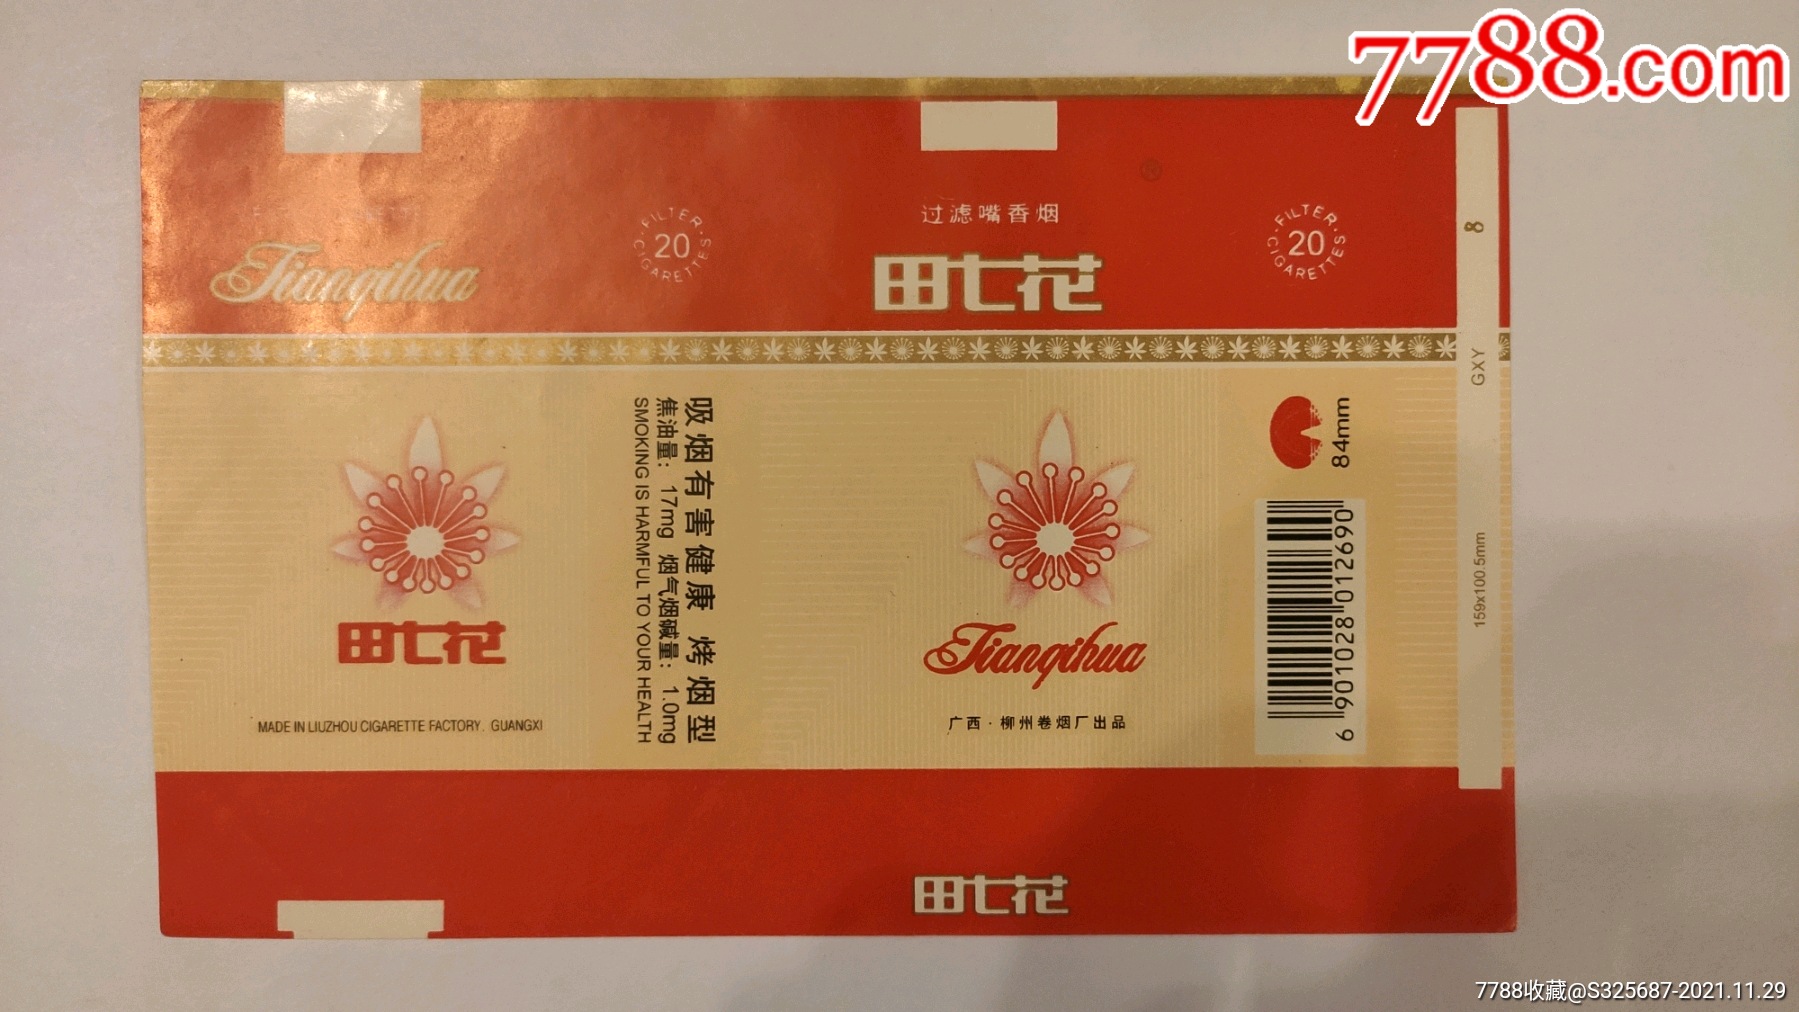 7788.com
过滤嘴香烟
Tianqihua
FILTER CIGARETTES
20
田七花
FILTER CIGARETTES
20
8
GXY
159x100.5mm
吸烟有害健康 烤烟型
焦油量: 17mg 烟气烟碱量: 1.0mg
SMOKING IS HARMFUL TO YOUR HEALTH
84mm
6 901028 012690
田七花
MADE IN LIUZHOU CIGARETTE FACTORY. GUANGXI
Tianqihua
广西·柳州卷烟厂出品
田七花
7788收藏@S325687-2021.11.29